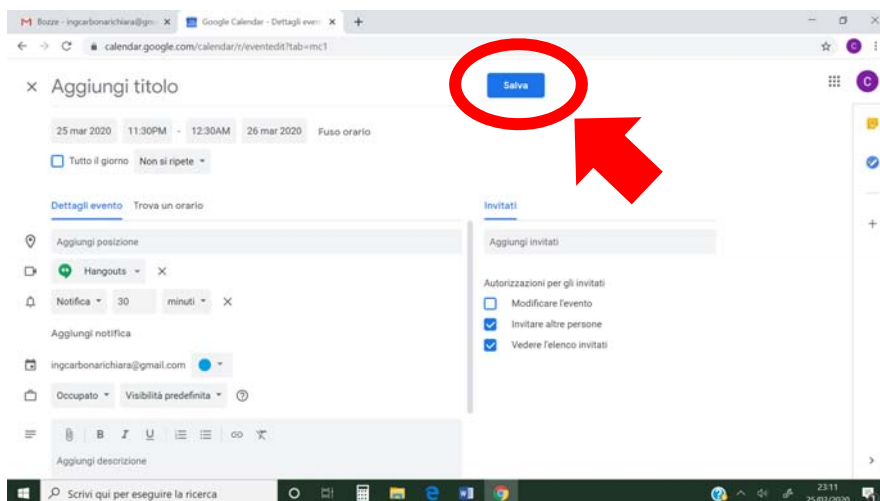 Bozze - ingcarbonarichiara@gm
Google Calendar - Dettagli even
calendar.google.com/calendar/r/eventedit?tab=mc1
C
Aggiungi titolo
Salva
C
25 mar 2020 11:30PM - 12:30AM 26 mar 2020 Fuso orario
Tutto il giorno Non si ripete
Dettagli evento Trova un orario
Invitati
Aggiungi posizione
Aggiungi invitati
Hangouts
Autorizzazioni per gli invitati
Notifica 30 minuti
Modificare l'evento
Invitare altre persone
Aggiungi notifica
Vedere l'elenco invitati
ingcarbonarichiara@gmail.com
Occupato Visibilità predefinita
B I U
Aggiungi descrizione
Scrivi qui per eseguire la ricerca
23:11
25/03/2020